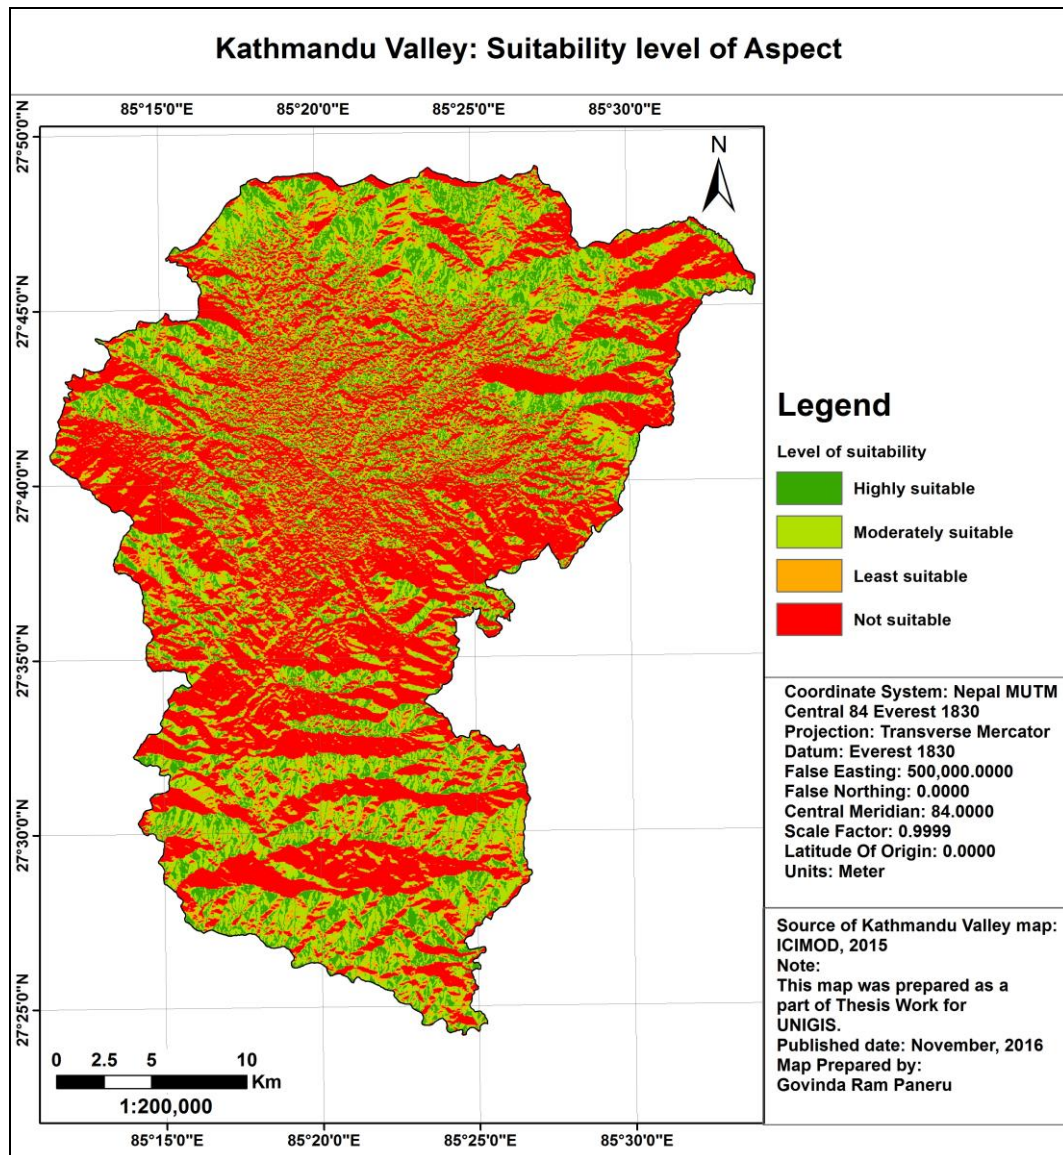 Kathmandu Valley: Suitability level of Aspect
85°15'0"E 85°20'0"E 85°25'0"E 85°30'0"E
27°50'0"N
N
27°45'0"N
27°40'0"N
27°35'0"N
27°30'0"N
27°25'0"N
Legend
Level of suitability
Highly suitable
Moderately suitable
Least suitable
Not suitable
Coordinate System: Nepal MUTM
Central 84 Everest 1830
Projection: Transverse Mercator
Datum: Everest 1830
False Easting: 500,000.0000
False Northing: 0.0000
Central Meridian: 84.0000
Scale Factor: 0.9999
Latitude Of Origin: 0.0000
Units: Meter
Source of Kathmandu Valley map:
ICIMOD, 2015
Note:
This map was prepared as a
part of Thesis Work for
UNIGIS.
Published date: November, 2016
Map Prepared by:
Govinda Ram Paneru
0 2.5 5 10
Km
1:200,000
85°15'0"E 85°20'0"E 85°25'0"E 85°30'0"E